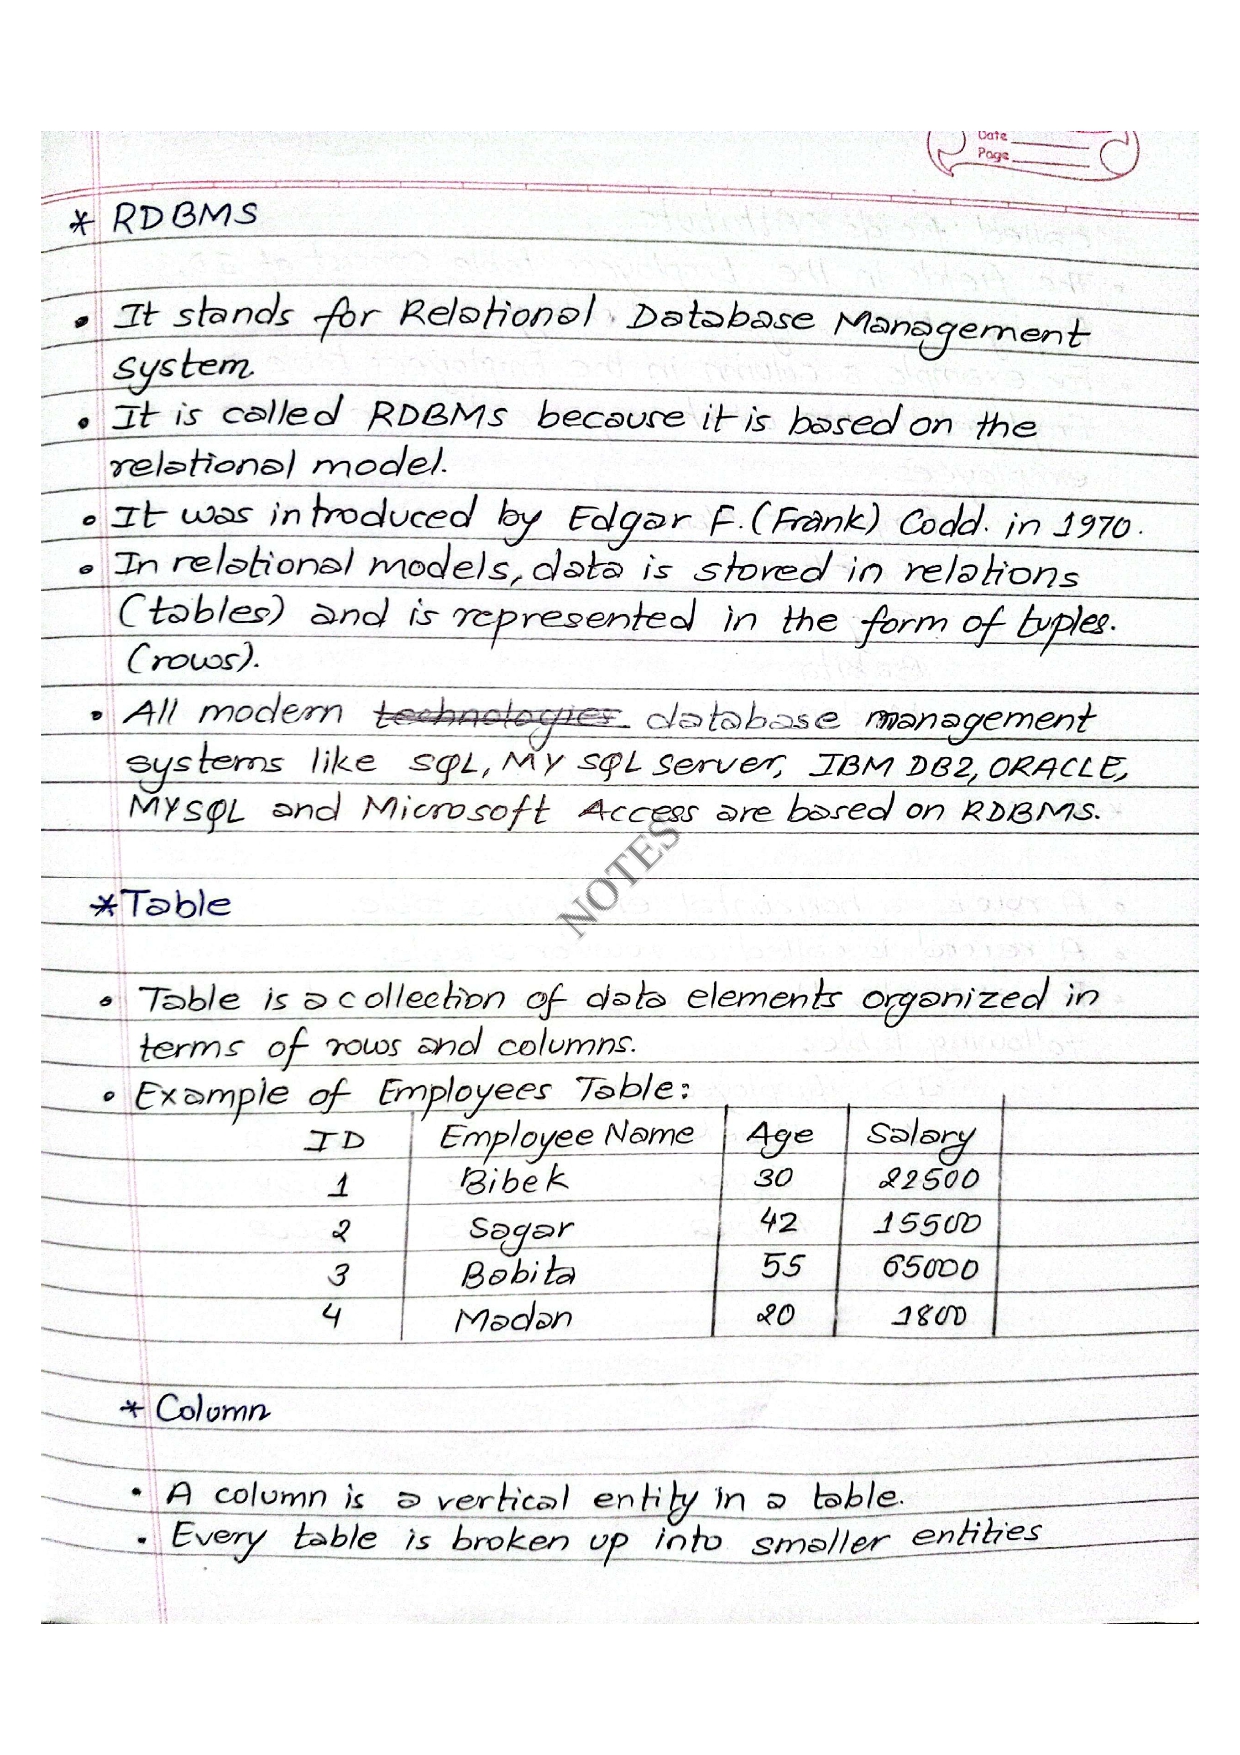 Date
Page
* RDBMS
• It stands for Relational Database Management
system.
• It is called RDBMS because it is based on the
relational model.
• It was introduced by Edgar F. (Frank) Codd. in 1970.
• In relational models, data is stored in relations
(tables) and is represented in the form of tuples.
(rows).
• All modern technologies database management
systems like SQL, MY SQL Server, IBM DB2, ORACLE,
MYSQL and Microsoft Access are based on RDBMS.
NOTES
* Table
• Table is a collection of data elements organized in
terms of rows and columns.
• Example of Employees Table:
ID Employee Name Age Salary
1 Bibek 30 22500
2 Sagar 42 15500
3 Babita 55 65000
4 Madan 20 1800
* Column
• A column is a vertical entity in a table.
• Every table is broken up into smaller entities